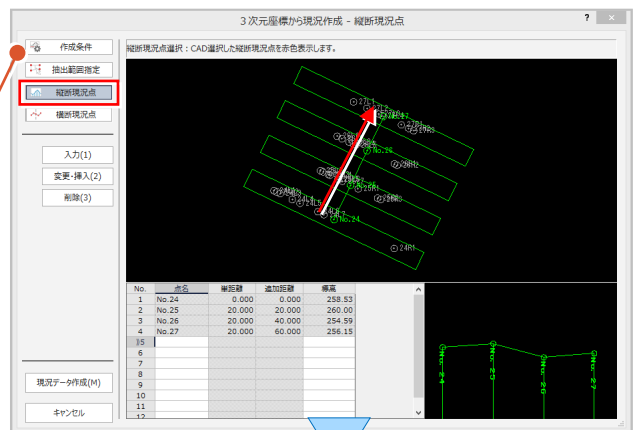 3次元座標から現況作成 - 縦断現況点
?
作成条件
抽出範囲指定
縦断現況点
横断現況点
入力(1)
変更・挿入(2)
削除(3)
現況データ作成(M)
キャンセル
縦断現況点選択：CAD選択した縦断現況点を赤色表示します。
27L1
27L2
27R1
No.26
26R2
25R1
24L5
No.24
24R1
No. 点名 単距離 追加距離 標高
1 No.24 0.000 0.000 258.53
2 No.25 20.000 20.000 260.00
3 No.26 20.000 40.000 254.59
4 No.27 20.000 60.000 256.15
5
6
7
8
9
10
11
12
No.24
No.25
No.26
No.27